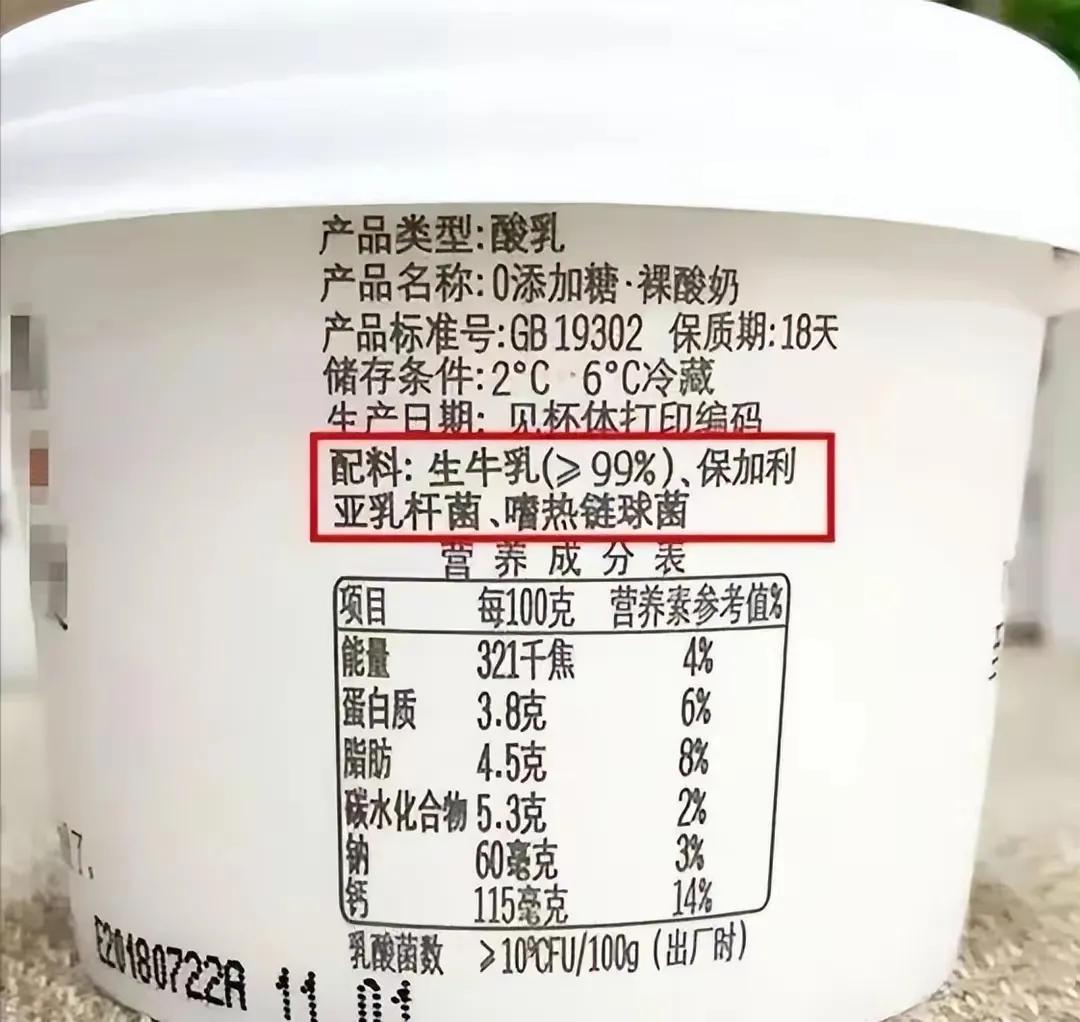 产品类型:酸乳
产品名称:0添加糖·裸酸奶
产品标准号:GB 19302 保质期:18天
储存条件:2°C 6°C冷藏
生产日期: 见杯体打印编码
配料: 生牛乳(≥99%)、保加利
亚乳杆菌、嗜热链球菌
营养成分表
项目 每100克 营养素参考值%
能量 321千焦 4%
蛋白质 3.8克 6%
脂肪 4.5克 8%
碳水化合物 5.3克 2%
钠 60毫克 3%
钙 115毫克 14%
乳酸菌数 CFU/100g (出厂时)
E20180722A